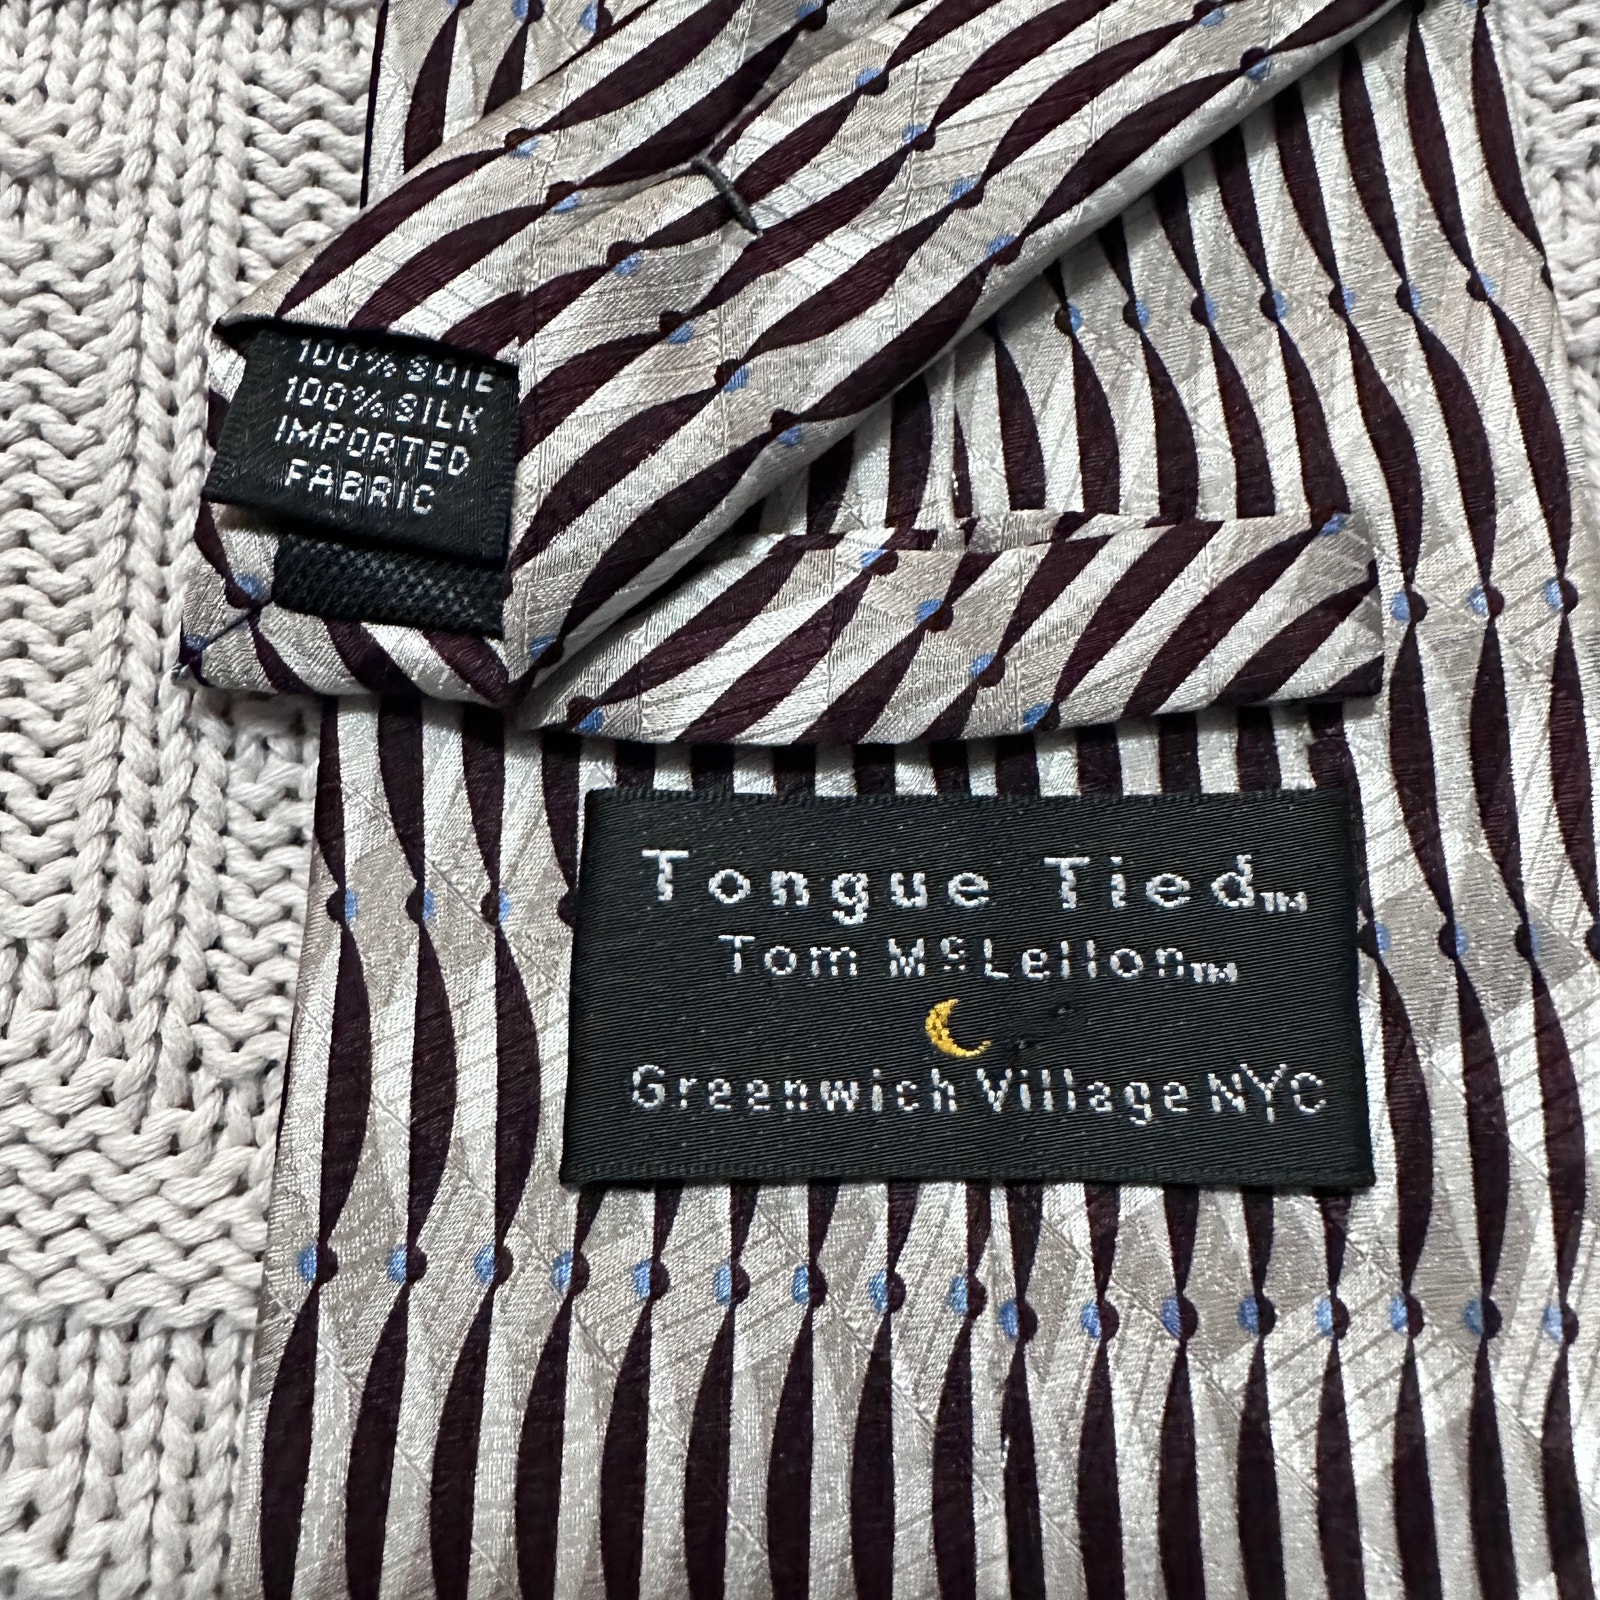 100% SOIE
100% SILK
IMPORTED
FABRIC
Tongue Tied™
Tom McLellon™
Greenwich Village NYC